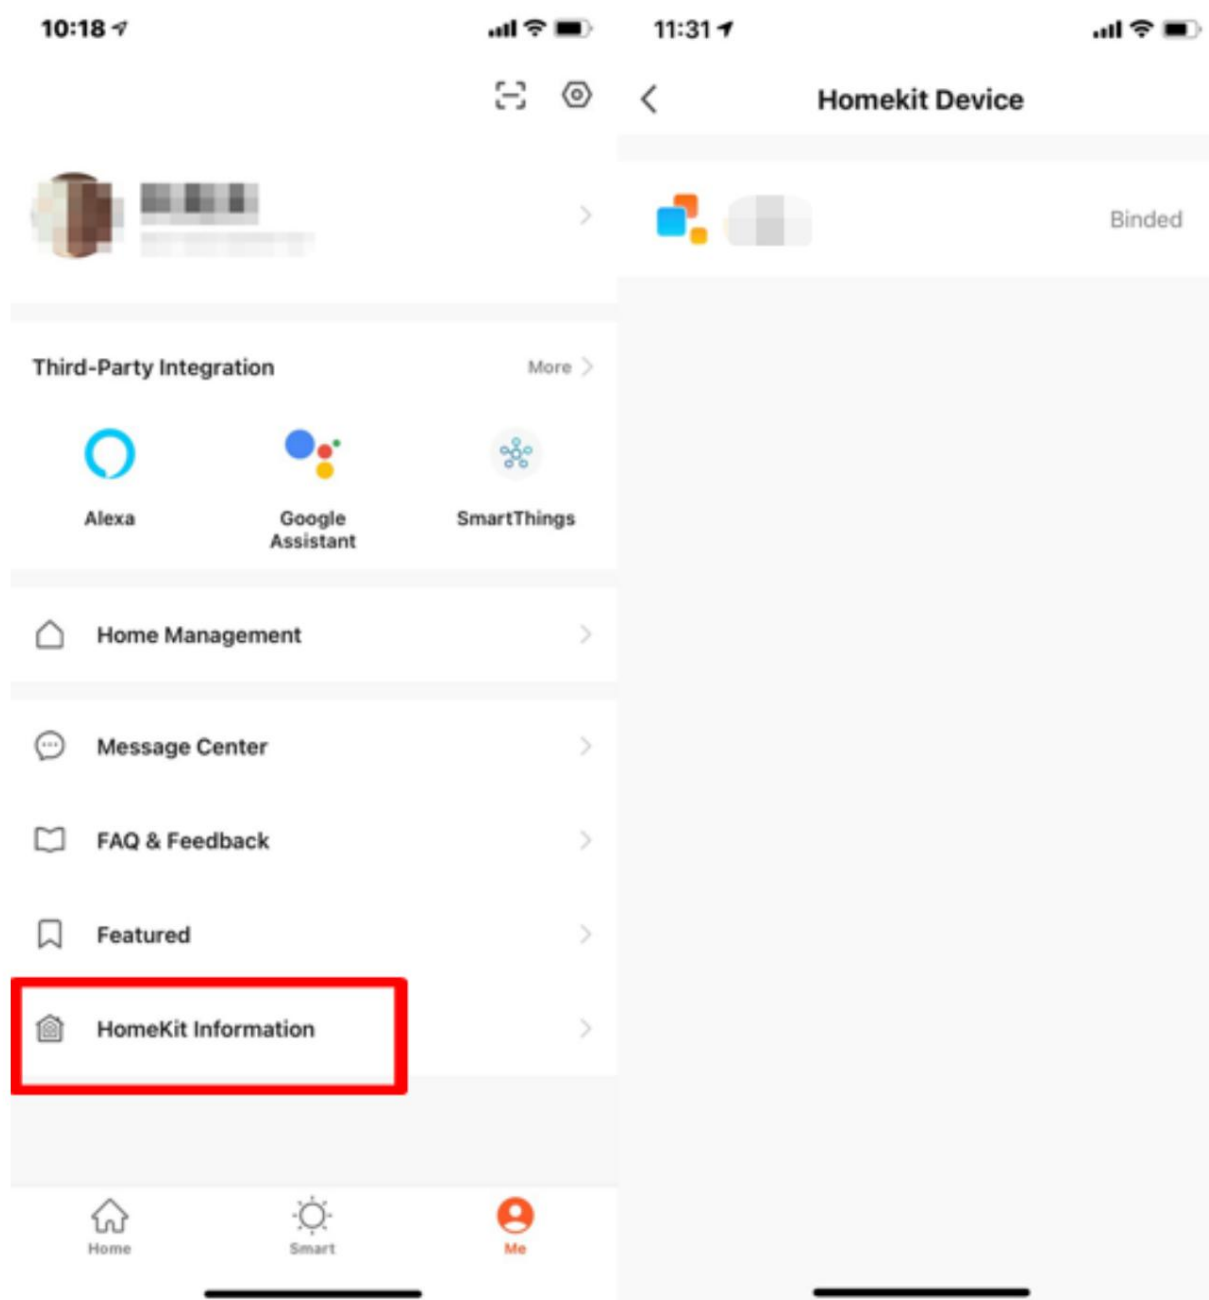 10:18
Third-Party Integration
More
Alexa
Google
Assistant
SmartThings
Home Management
Message Center
FAQ & Feedback
Featured
HomeKit Information
Home
Smart
Me
11:31
Homekit Device
Binded